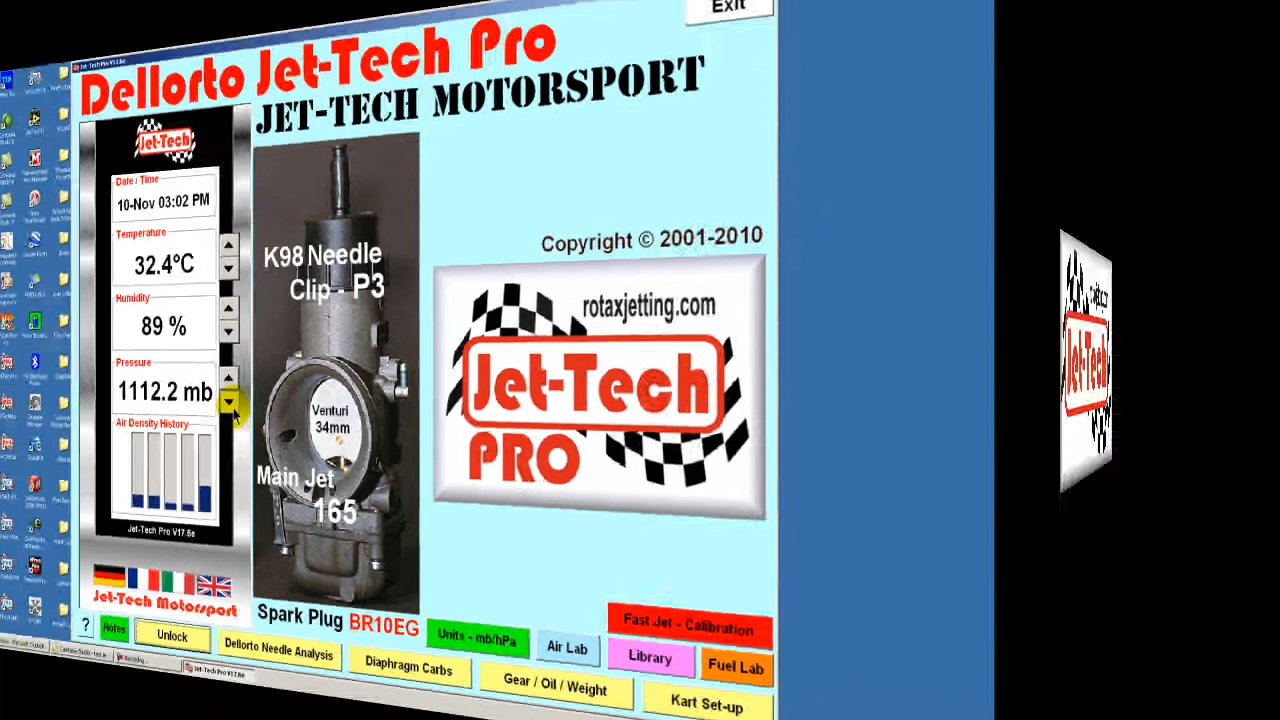 Exit
Dellorto Jet-Tech Pro
JET-TECH MOTORSPORT
Jet-Tech
Date / Time
10-Nov 03:02 PM
Temperature
32.4°C
Humidity
89 %
Pressure
1112.2 mb
Air Density History
Jet-Tech Pro V17.6e
Jet-Tech Motorsport
K98 Needle
Clip - P3
Venturi
34mm
Main Jet
165
Spark Plug BR10EG
Copyright © 2001-2010
rotaxjetting.com
Jet-Tech
PRO
?
Notes
Unlock
Dellorto Needle Analysis
Units - mb/hPa
Diaphragm Carbs
Air Lab
Gear / Oil / Weight
Fast Jet - Calibration
Library
Fuel Lab
Kart Set-up
Jet-Tech